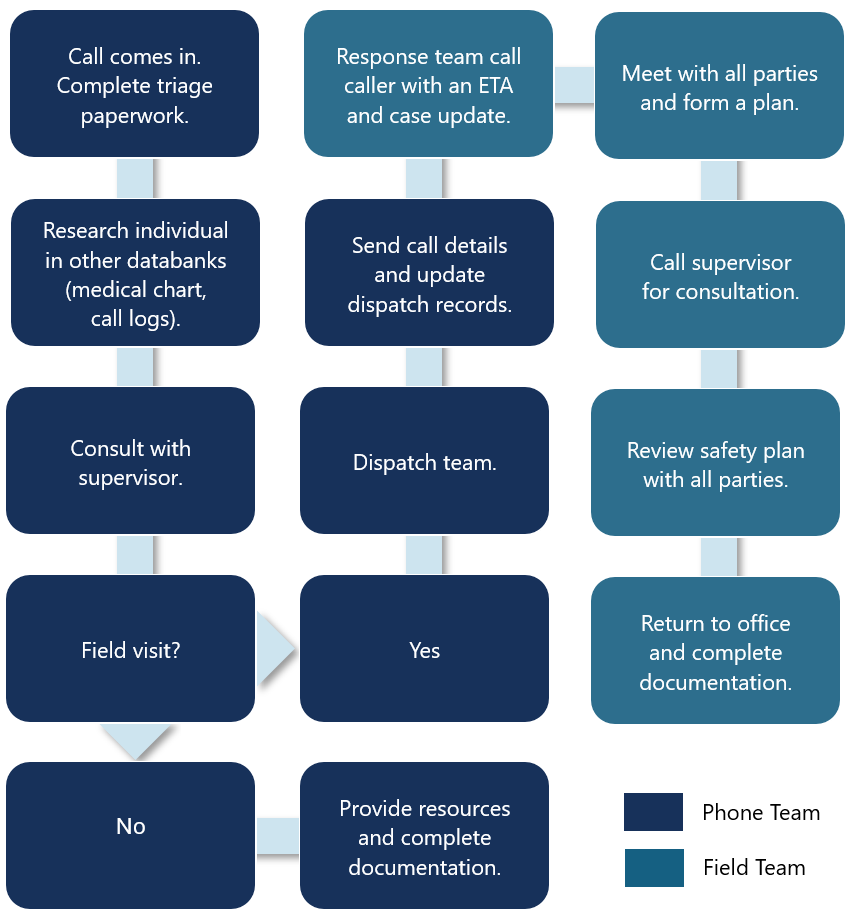 Call comes in.
Complete triage
paperwork.
Research individual
in other databanks
(medical chart,
call logs).
Consult with
supervisor.
Field visit?
No
Provide resources
and complete
documentation.
Yes
Dispatch team.
Send call details
and update
dispatch records.
Response team call
caller with an ETA
and case update.
Meet with all parties
and form a plan.
Call supervisor
for consultation.
Review safety plan
with all parties.
Return to office
and complete
documentation.
Phone Team
Field Team